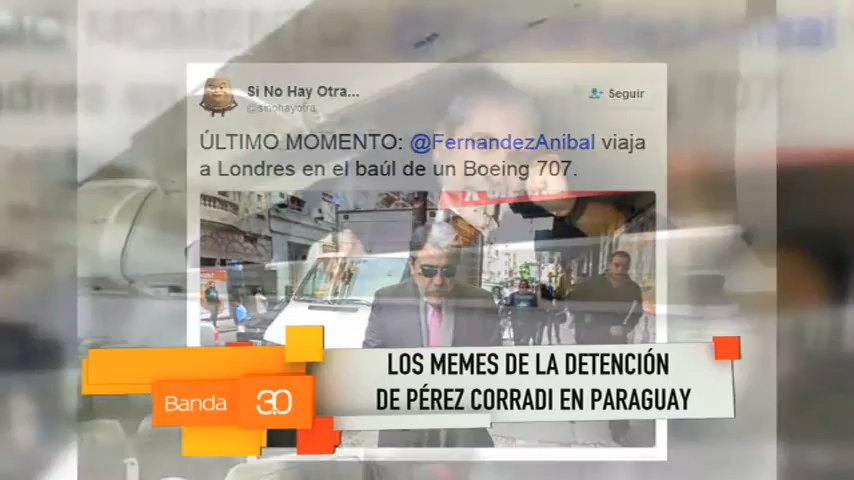 Si No Hay Otra...
@sinohayotra
Seguir
ÚLTIMO MOMENTO: @FernandezAnibal viaja
a Londres en el baúl de un Boeing 707.
LOS MEMES DE LA DETENCIÓN
DE PÉREZ CORRADI EN PARAGUAY
Banda 3.0